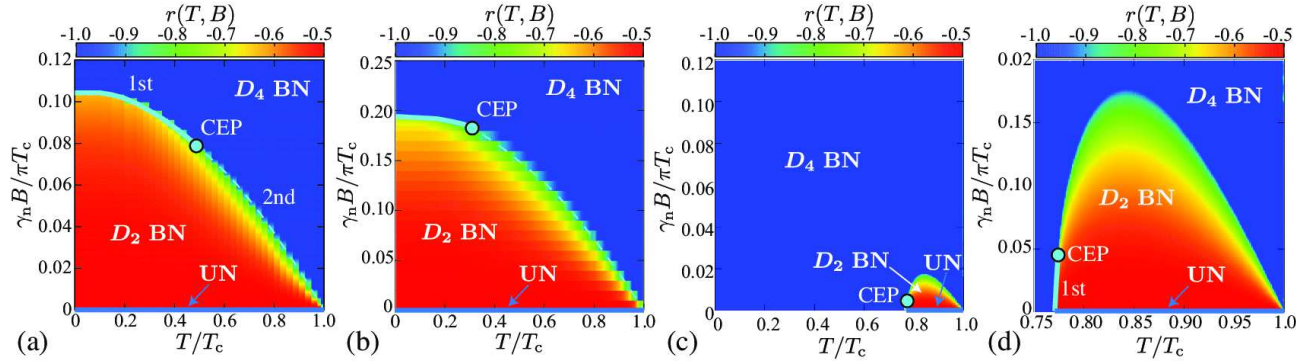 r(T, B)
-1.0 -0.9 -0.8 -0.7 -0.6 -0.5
0.12
0.10
0.08
0.06
0.04
0.02
0
γnB/πTc
1st
D4 BN
CEP
2nd
D2 BN
UN
0 0.2 0.4 0.6 0.8 1.0
(a) T/Tc
r(T, B)
-1.0 -0.9 -0.8 -0.7 -0.6 -0.5
0.25
0.20
0.15
0.10
0.05
0.00
γnB/πTc
D4 BN
CEP
D2 BN
UN
0 0.2 0.4 0.6 0.8 1.0
(b) T/Tc
r(T, B)
-1.0 -0.9 -0.8 -0.7 -0.6 -0.5
0.12
0.10
0.08
0.06
0.04
0.02
0
γnB/πTc
D4 BN
D2 BN UN
CEP
0 0.2 0.4 0.6 0.8 1.0
(c) T/Tc
r(T, B)
-1.0 -0.9 -0.8 -0.7 -0.6 -0.5
0.02
0.15
0.10
0.05
0.00
γnB/πTc
D4 BN
D2 BN
CEP
1st
UN
0.75 0.80 0.85 0.90 0.95 1.0
(d) T/Tc